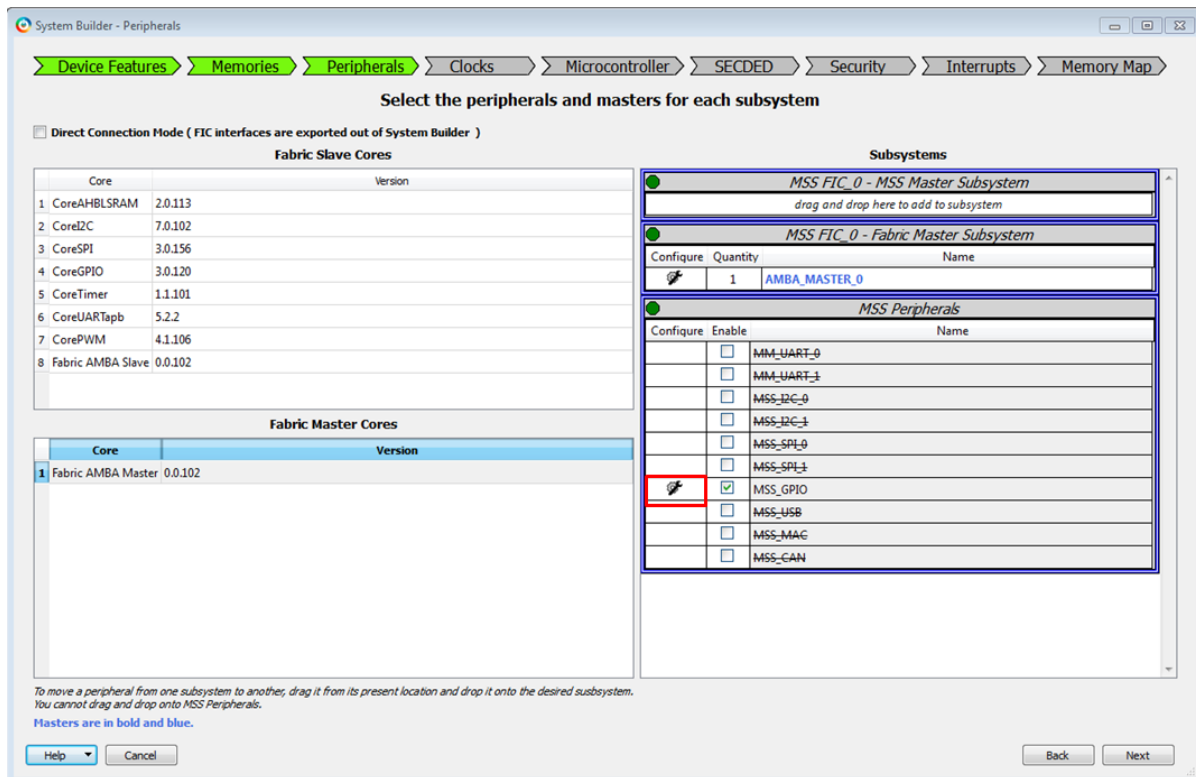 System Builder - Peripherals
Device Features Memories Peripherals Clocks Microcontroller SECDED Security Interrupts Memory Map
Select the peripherals and masters for each subsystem
Direct Connection Mode ( FIC interfaces are exported out of System Builder )
Fabric Slave Cores
Core Version
1 CoreAHBLSRAM 2.0.113
2 CoreI2C 7.0.102
3 CoreSPI 3.0.156
4 CoreGPIO 3.0.120
5 CoreTimer 1.1.101
6 CoreUARTapb 5.2.2
7 CorePWM 4.1.106
8 Fabric AMBA Slave 0.0.102
Fabric Master Cores
Core Version
1 Fabric AMBA Master 0.0.102
Subsystems
MSS FIC_0 - MSS Master Subsystem
drag and drop here to add to subsystem
MSS FIC_0 - Fabric Master Subsystem
Configure Quantity Name
1 AMBA_MASTER_0
MSS Peripherals
Configure Enable Name
MM_UART_0
MM_UART_1
MSS_I2C_0
MSS_I2C_1
MSS_SPI_0
MSS_SPI_1
MSS_GPIO
MSS_USB
MSS_MAC
MSS_CAN
To move a peripheral from one subsystem to another, drag it from its present location and drop it onto the desired susbsystem.
You cannot drag and drop onto MSS Peripherals.
Masters are in bold and blue.
Help Cancel Back Next